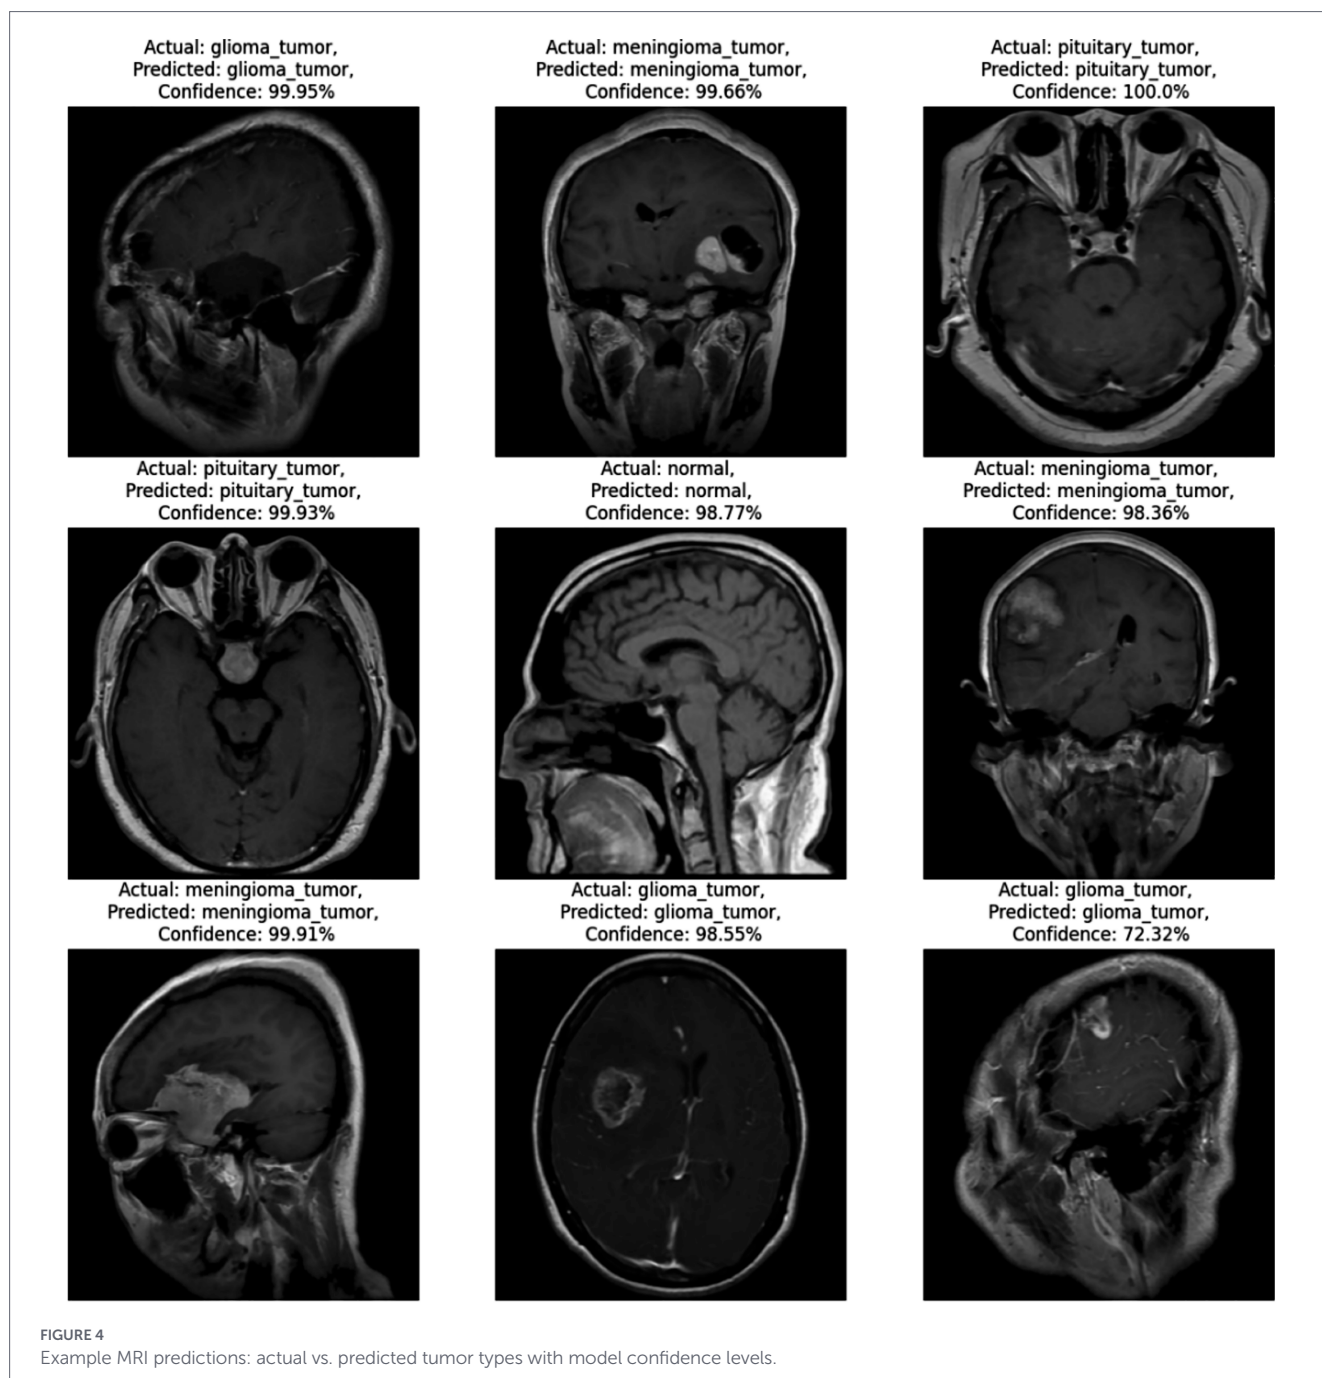 Actual: glioma_tumor,
Predicted: glioma_tumor,
Confidence: 99.95%
Actual: meningioma_tumor,
Predicted: meningioma_tumor,
Confidence: 99.66%
Actual: pituitary_tumor,
Predicted: pituitary_tumor,
Confidence: 100.0%
Actual: pituitary_tumor,
Predicted: pituitary_tumor,
Confidence: 99.93%
Actual: normal,
Predicted: normal,
Confidence: 98.77%
Actual: meningioma_tumor,
Predicted: meningioma_tumor,
Confidence: 98.36%
Actual: meningioma_tumor,
Predicted: meningioma_tumor,
Confidence: 99.91%
Actual: glioma_tumor,
Predicted: glioma_tumor,
Confidence: 98.55%
Actual: glioma_tumor,
Predicted: glioma_tumor,
Confidence: 72.32%
FIGURE 4
Example MRI predictions: actual vs. predicted tumor types with model confidence levels.